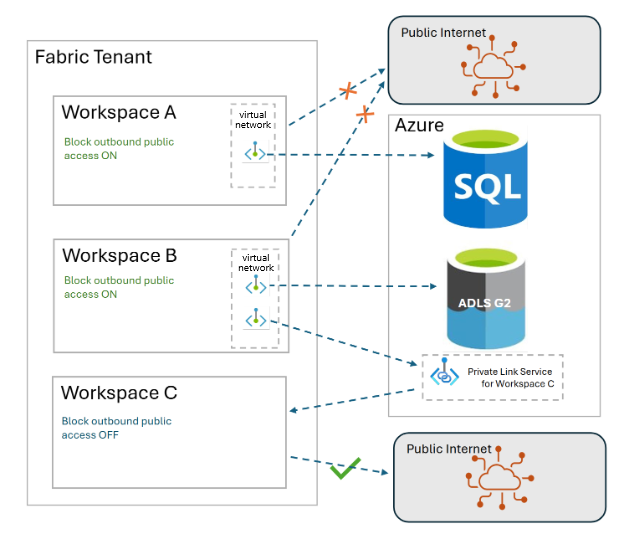 Fabric Tenant
Workspace A
Block outbound public
access ON
virtual
network
Workspace B
Block outbound public
access ON
virtual
network
Workspace C
Block outbound public
access OFF
Public Internet
Azure
SQL
ADLS G2
Private Link Service
for Workspace C
Public Internet